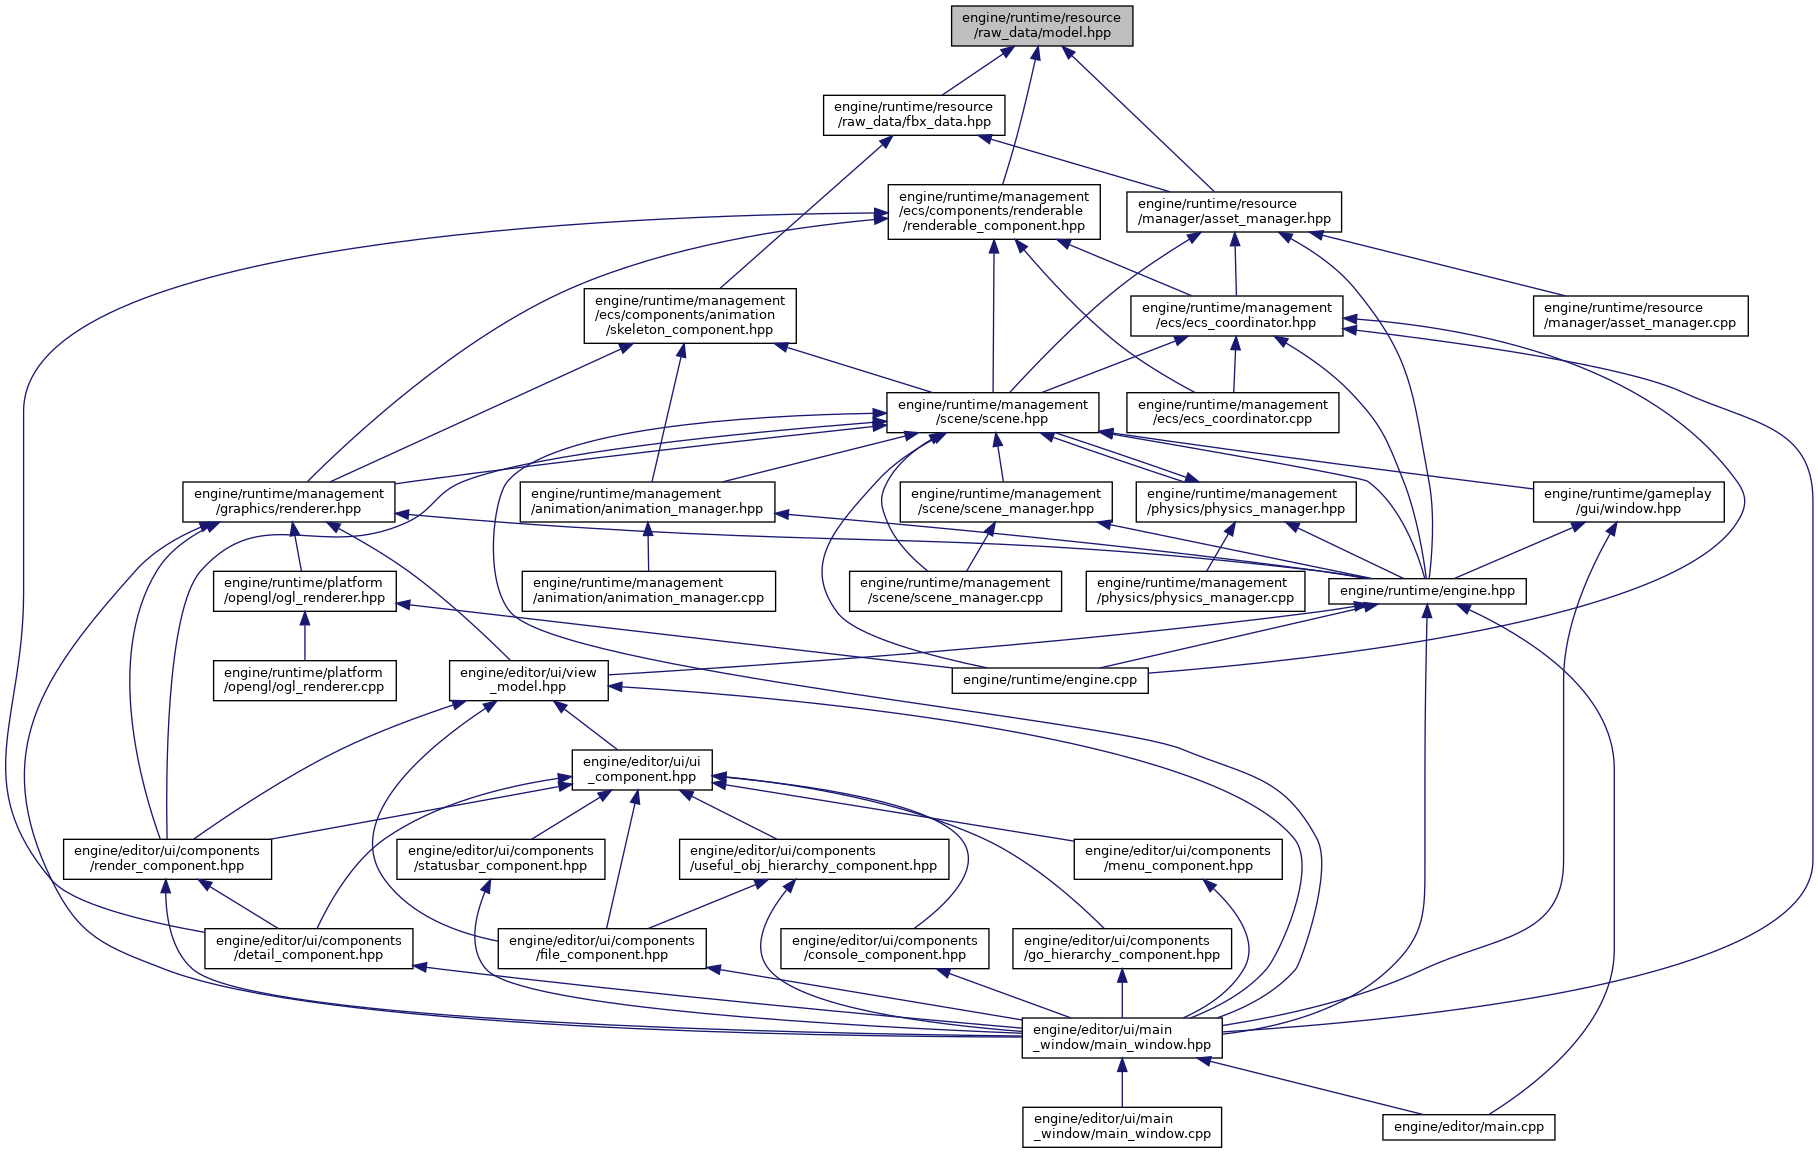 engine/runtime/resource
/raw_data/model.hpp
engine/runtime/resource
/raw_data/fbx_data.hpp
engine/runtime/management
/ecs/components/renderable
/renderable_component.hpp
engine/runtime/resource
/manager/asset_manager.hpp
engine/runtime/management
/ecs/components/animation
/skeleton_component.hpp
engine/runtime/management
/ecs/ecs_coordinator.hpp
engine/runtime/resource
/manager/asset_manager.cpp
engine/runtime/management
/scene/scene.hpp
engine/runtime/management
/ecs/ecs_coordinator.cpp
engine/runtime/management
/graphics/renderer.hpp
engine/runtime/management
/animation/animation_manager.hpp
engine/runtime/management
/scene/scene_manager.hpp
engine/runtime/management
/physics/physics_manager.hpp
engine/runtime/gameplay
/gui/window.hpp
engine/runtime/platform
/opengl/ogl_renderer.hpp
engine/runtime/management
/animation/animation_manager.cpp
engine/runtime/management
/scene/scene_manager.cpp
engine/runtime/management
/physics/physics_manager.cpp
engine/runtime/engine.hpp
engine/runtime/platform
/opengl/ogl_renderer.cpp
engine/editor/ui/view
_model.hpp
engine/runtime/engine.cpp
engine/editor/ui/ui
_component.hpp
engine/editor/ui/components
/render_component.hpp
engine/editor/ui/components
/statusbar_component.hpp
engine/editor/ui/components
/useful_obj_hierarchy_component.hpp
engine/editor/ui/components
/menu_component.hpp
engine/editor/ui/components
/detail_component.hpp
engine/editor/ui/components
/file_component.hpp
engine/editor/ui/components
/console_component.hpp
engine/editor/ui/components
/go_hierarchy_component.hpp
engine/editor/ui/main
_window/main_window.hpp
engine/editor/ui/main
_window/main_window.cpp
engine/editor/main.cpp